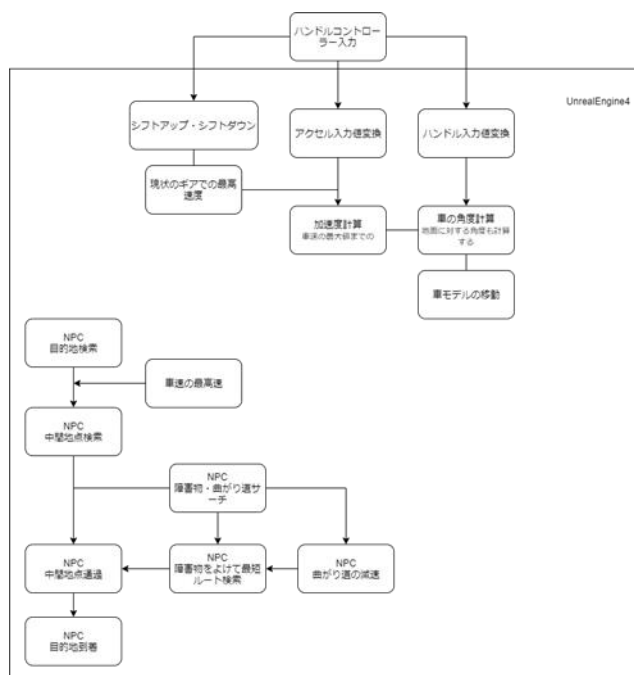 ハンドルコントロ
ーラー入力
UnrealEngine4
シフトアップ・シフトダウン
アクセル入力値変換
ハンドル入力値変換
現状のギアでの最高
速度
加速度計算
車速の最大値までの
車の角度計算
地面に対する角度も計算
する
車モデルの移動
NPC
目的地検索
車速の最高速
NPC
中間地点検索
NPC
障害物・曲がり道サ
ーチ
NPC
中間地点通過
NPC
障害物をよけて最短
ルート検索
NPC
曲がり道の減速
NPC
目的地到着